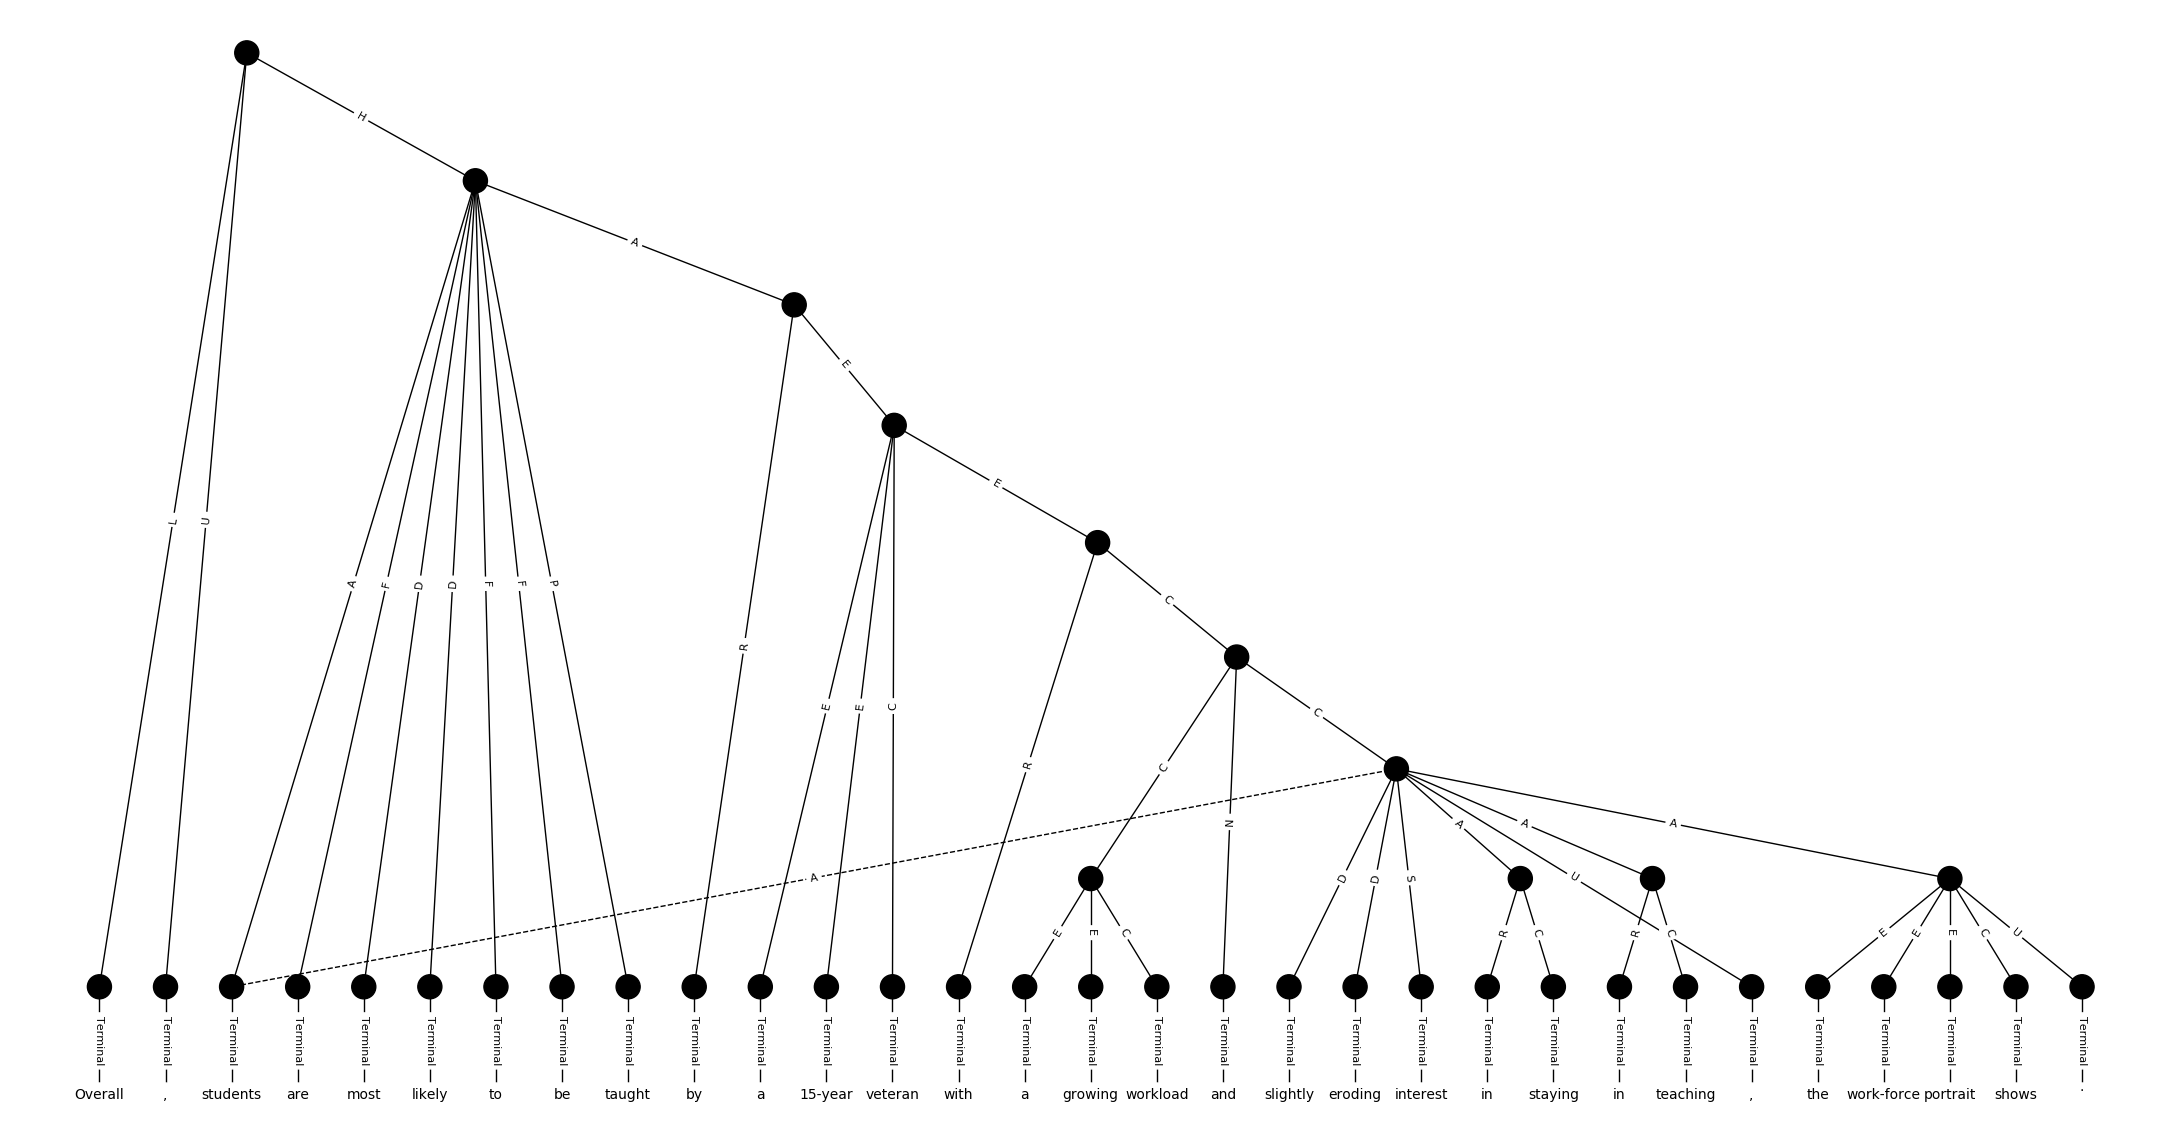 H
A
E
L
U
E
A
F
D
D
F
F
P
C
R
E
E
C
C
R
C
N
A
A
A
A
D
D
S
U
E
E
C
R
C
R
C
E
E
E
C
U
Terminal Terminal Terminal Terminal Terminal Terminal Terminal Terminal Terminal Terminal Terminal Terminal Terminal Terminal Terminal Terminal Terminal Terminal Terminal Terminal Terminal Terminal Terminal Terminal Terminal Terminal Terminal Terminal Terminal Terminal Terminal
Overall , students are most likely to be taught by a 15-year veteran with a growing workload and slightly eroding interest in staying in teaching , the work-force portrait shows .